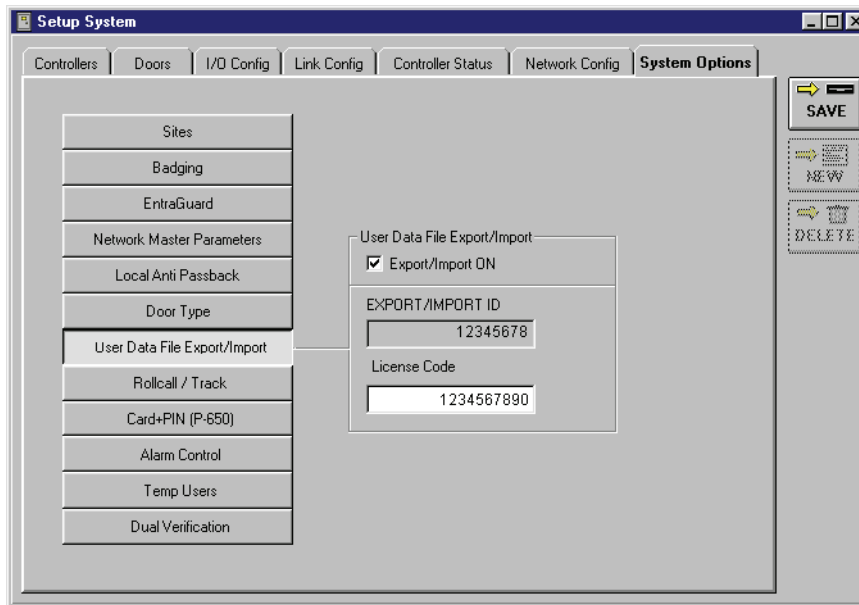 Setup System
Controllers Doors I/O Config Link Config Controller Status Network Config System Options
SAVE
NEW
DELETE
Sites
Badging
EntraGuard
Network Master Parameters
Local Anti Passback
Door Type
User Data File Export/Import
Rollcall / Track
Card+PIN (P-650)
Alarm Control
Temp Users
Dual Verification
User Data File Export/Import
Export/Import ON
EXPORT/IMPORT ID
12345678
License Code
1234567890